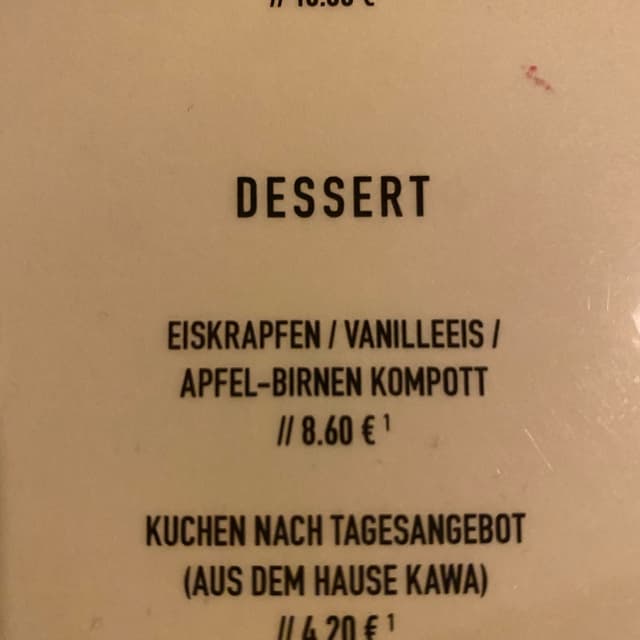 DESSERT
EISKRAPFEN / VANILLEEIS /
APFEL-BIRNEN KOMPOTT
// 8.60 € ¹
KUCHEN NACH TAGESANGEBOT
(AUS DEM HAUSE KAWA)
// 4.20 € ¹